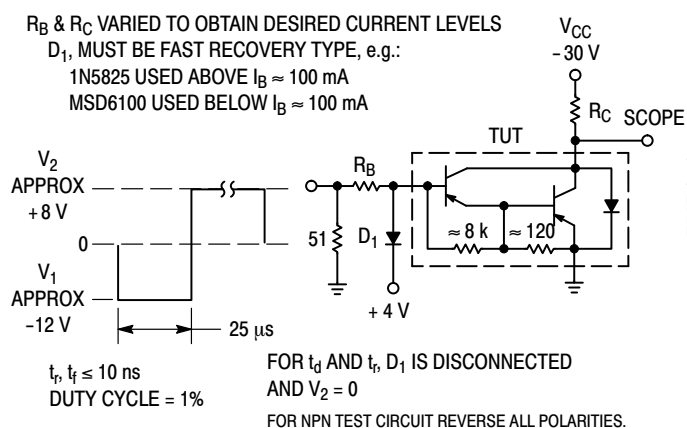 R_B & R_C VARIED TO OBTAIN DESIRED CURRENT LEVELS
D_1, MUST BE FAST RECOVERY TYPE, e.g.:
1N5825 USED ABOVE I_B ≈ 100 mA
MSD6100 USED BELOW I_B ≈ 100 mA
V_CC
-30 V
R_C
SCOPE
TUT
V_2
APPROX
+8 V
0
V_1
APPROX
-12 V
25 μs
R_B
51
D_1
+ 4 V
≈ 8 k
≈ 120
t_r, t_f ≤ 10 ns
DUTY CYCLE = 1%
FOR t_d AND t_r, D_1 IS DISCONNECTED
AND V_2 = 0
FOR NPN TEST CIRCUIT REVERSE ALL POLARITIES.